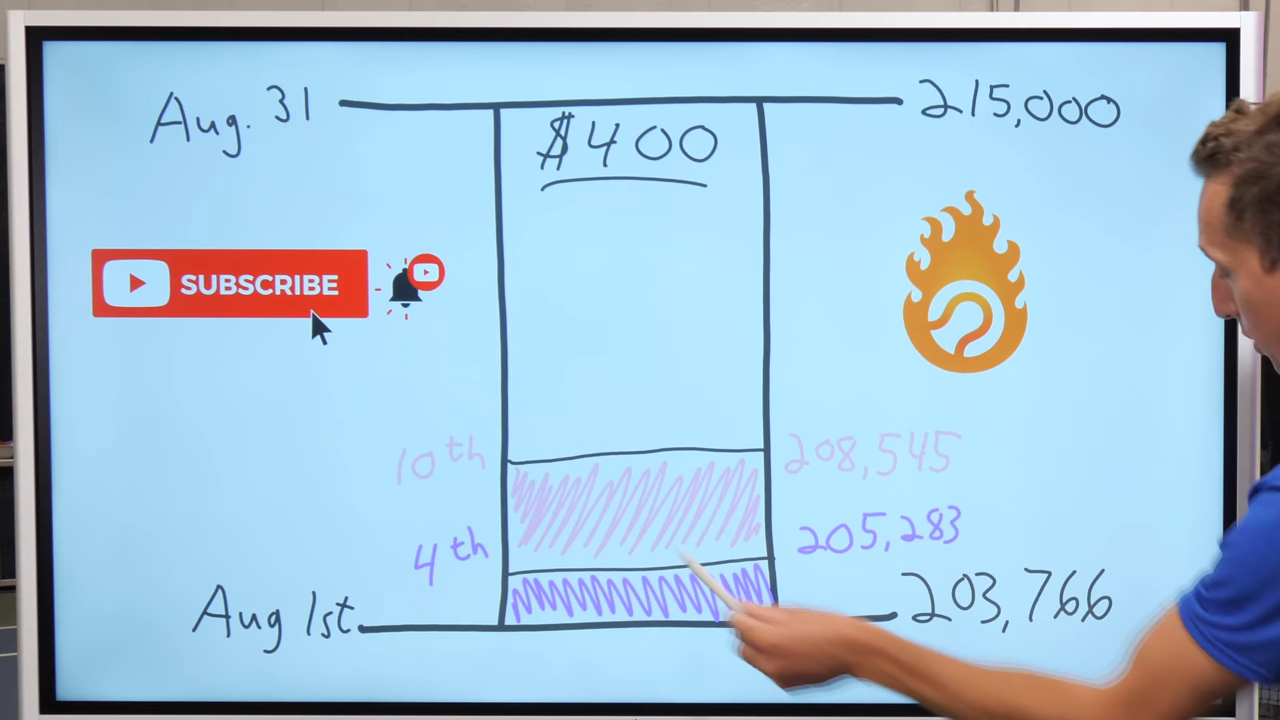 Aug. 31
215,000
$400
SUBSCRIBE
10th
208,545
4th
205,283
Aug 1st
203,766